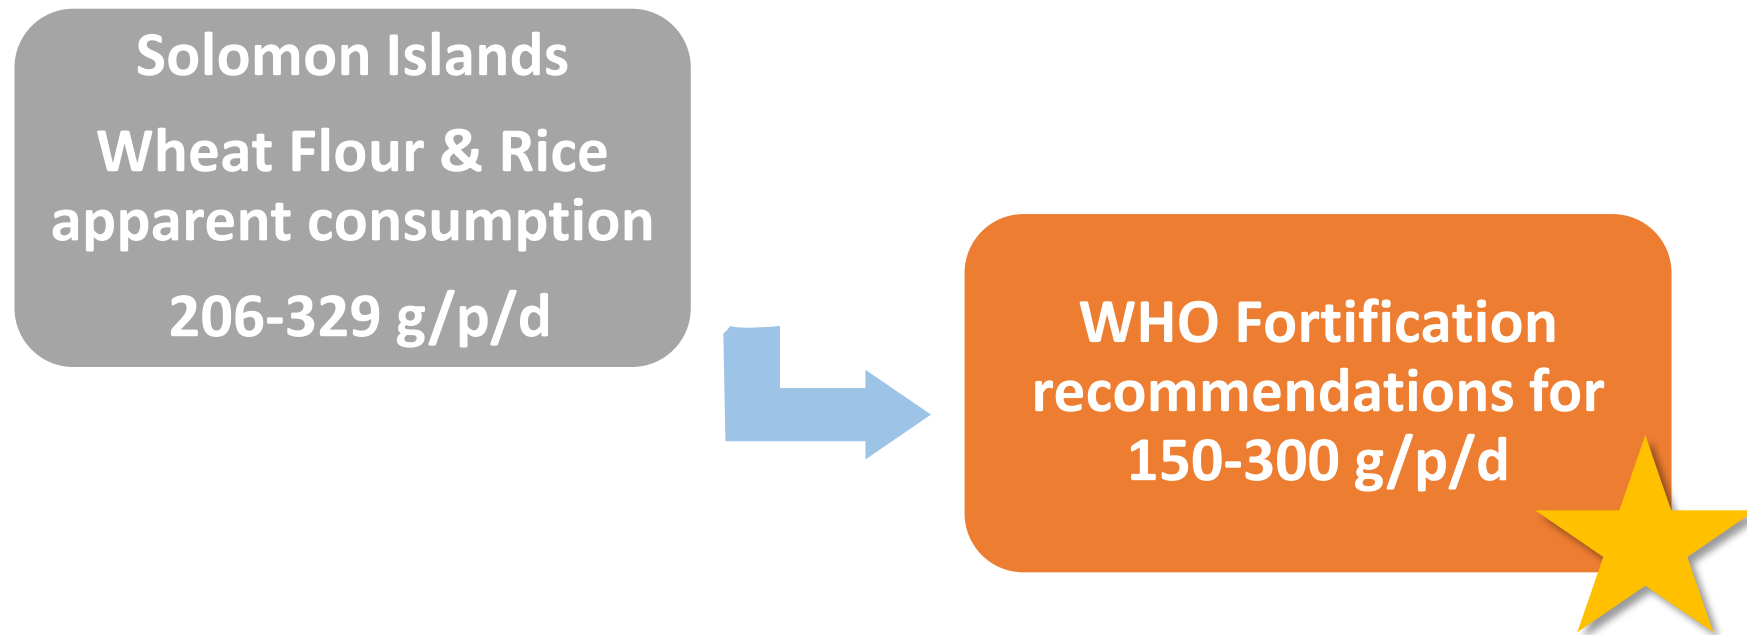 Solomon Islands
Wheat Flour & Rice
apparent consumption
206-329 g/p/d
WHO Fortification
recommendations for
150-300 g/p/d